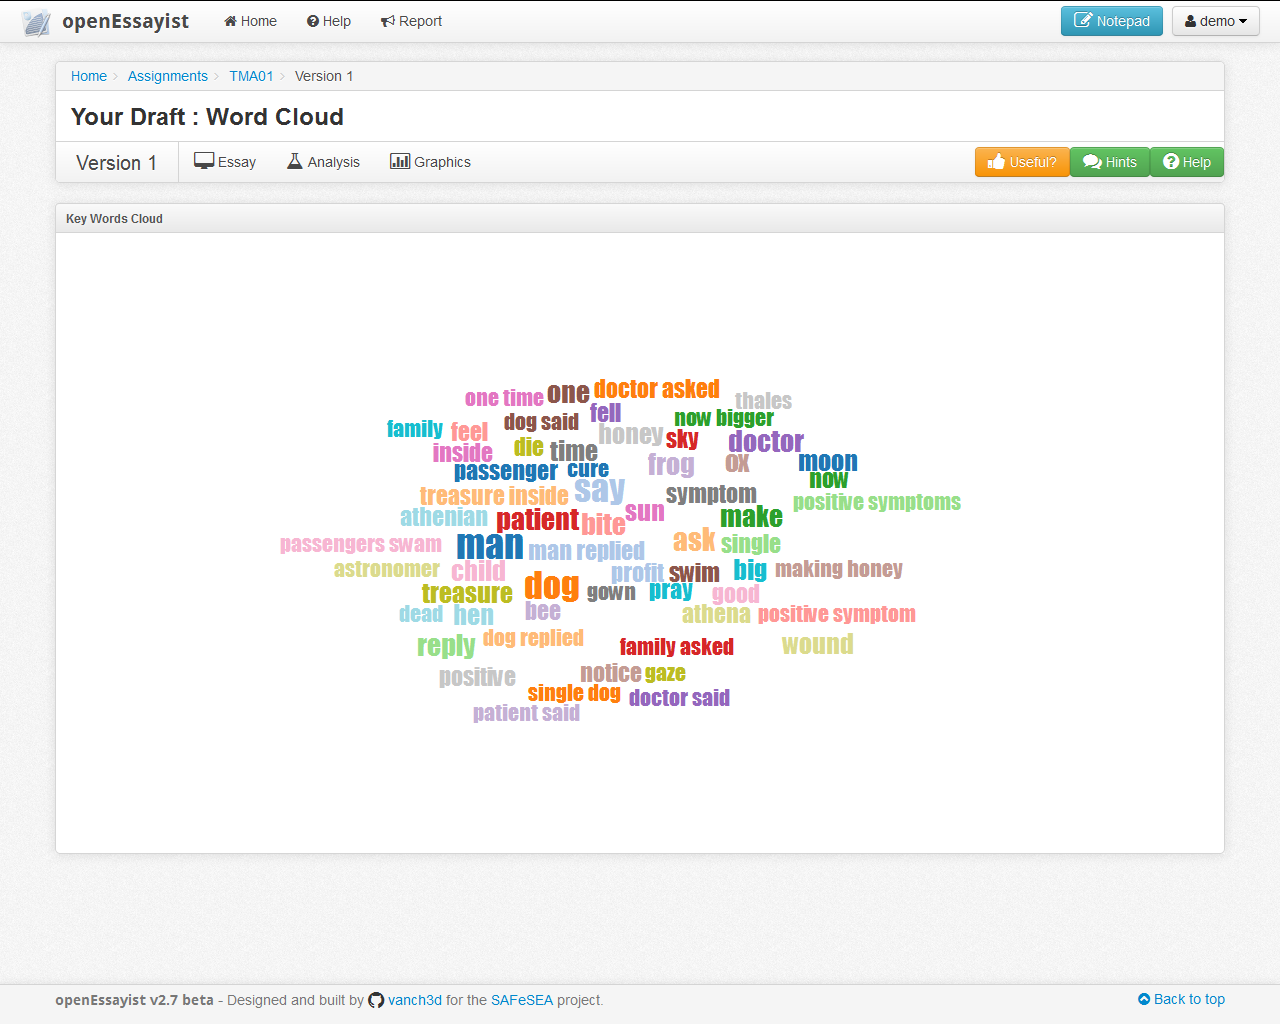 openEssayist Home Help Report Notepad demo
Home Assignments TMA01 Version 1
Your Draft : Word Cloud
Version 1 Essay Analysis Graphics Useful? Hints Help
Key Words Cloud
one time one doctor asked
thales
family feel dog said fell now bigger
inside die time honey sky doctor
passenger cure frog ox moon
now
treasure inside say symptom positive symptoms
athenian patient bite sun make
passengers swam man man replied ask single
astronomer child profit swim big making honey
treasure dog gown pray good
dead hen bee athena positive symptom
reply dog replied family asked wound
positive notice gaze
single dog doctor said
patient said
openEssayist v2.7 beta - Designed and built by vanch3d for the SAFeSEA project. Back to top